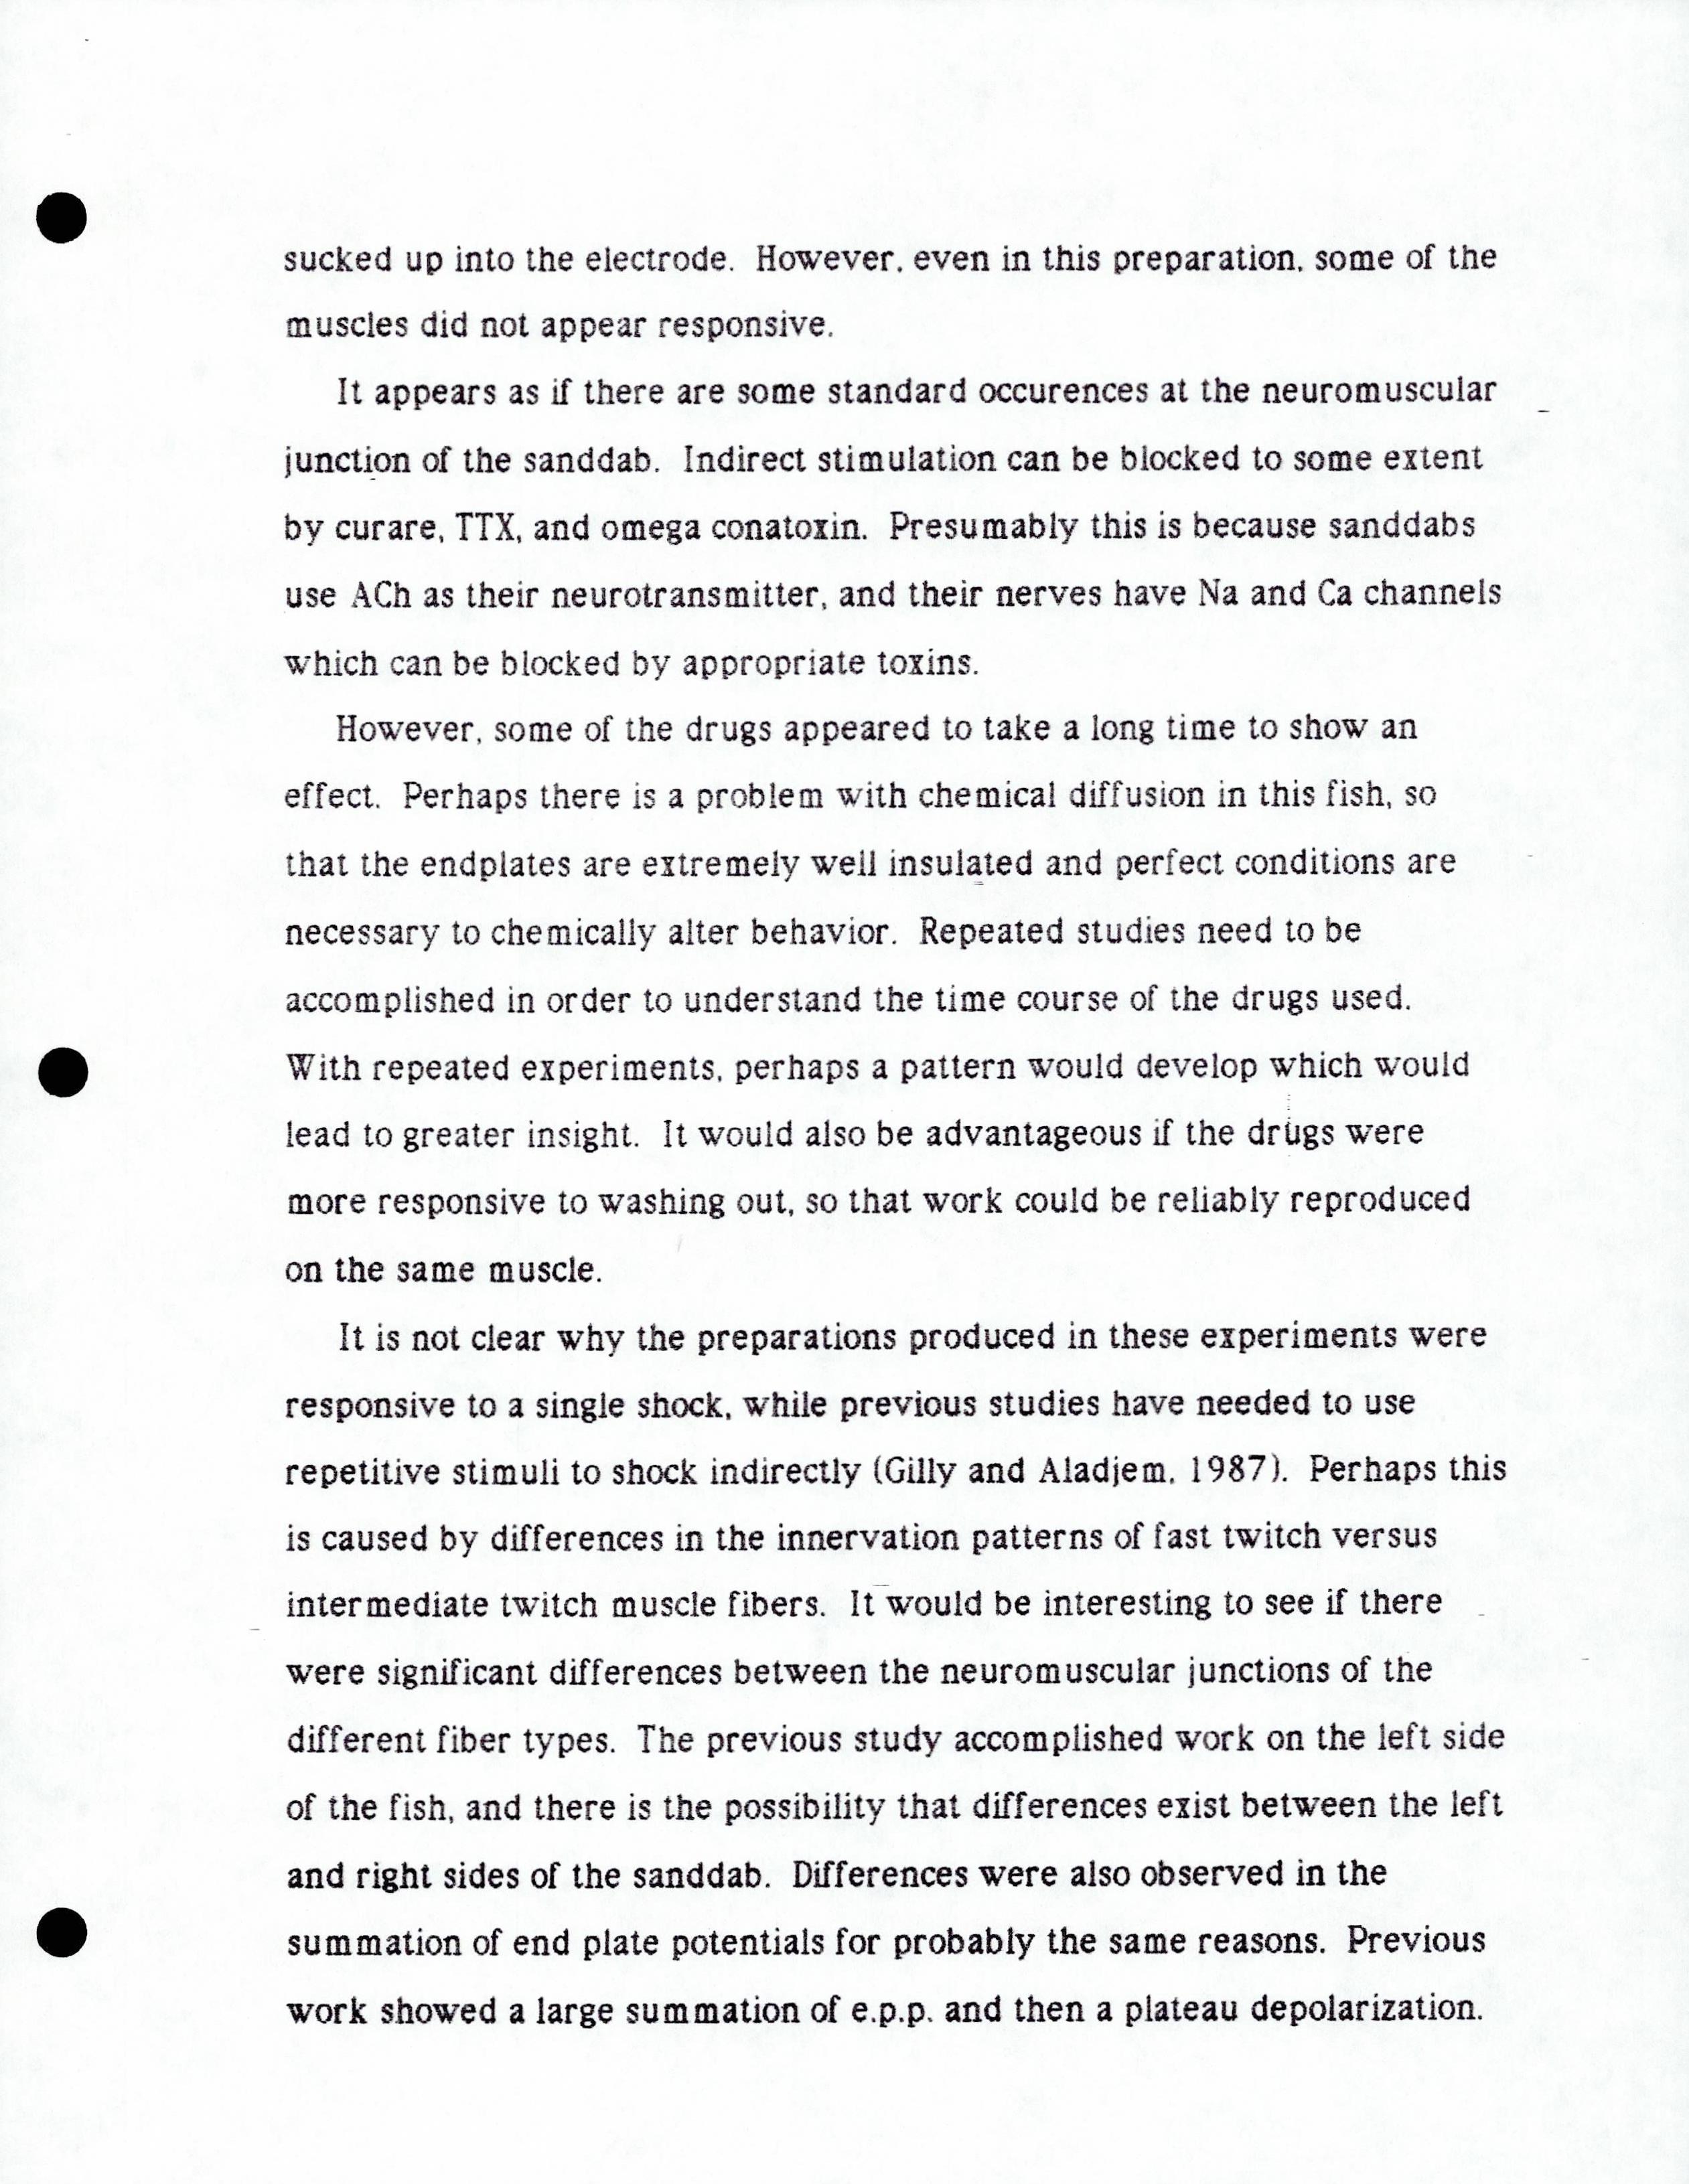 sucked up into the electrode.  However, even in this preparation, some of the
muscles did not appear responsive.
It appears as if there are some standard occurences at the neuromuscular
junction of the sanddab.  Indirect stimulation can be blocked to some extent
by curare, TTX, and omega conatoxin.  Presumably this is because sanddabs
use ACh as their neurotransmitter, and their nerves have Na and Ca channels
which can be blocked by appropriate toxins.
However, some of the drugs appeared to take a long time to show an
effect.  Perhaps there is a problem with chemical diffusion in this fish, so
that the endplates are extremely well insulated and perfect conditions are
necessary to chemically alter behavior.  Repeated studies need to be
accomplished in order to understand the time course of the drugs used.
With repeated experiments, perhaps a pattern would develop which would
lead to greater insight.  It would also be advantageous if the drugs were
more responsive to washing out, so that work could be reliably reproduced
on the same muscle.
It is not clear why the preparations produced in these experiments were
responsive to a single shock, while previous studies have needed to use
repetitive stimuli to shock indirectly (Gilly and Aladjem, 1987).  Perhaps this
is caused by differences in the innervation patterns of fast twitch versus
intermediate twitch muscle fibers.  It would be interesting to see if there
were significant differences between the neuromuscular junctions of the
different fiber types.  The previous study accomplished work on the left side
of the fish, and there is the possibility that differences exist between the left
and right sides of the sanddab.  Differences were also observed in the
summation of end plate potentials for probably the same reasons.  Previous
work showed a large summation of e.p.p. and then a plateau depolarization.